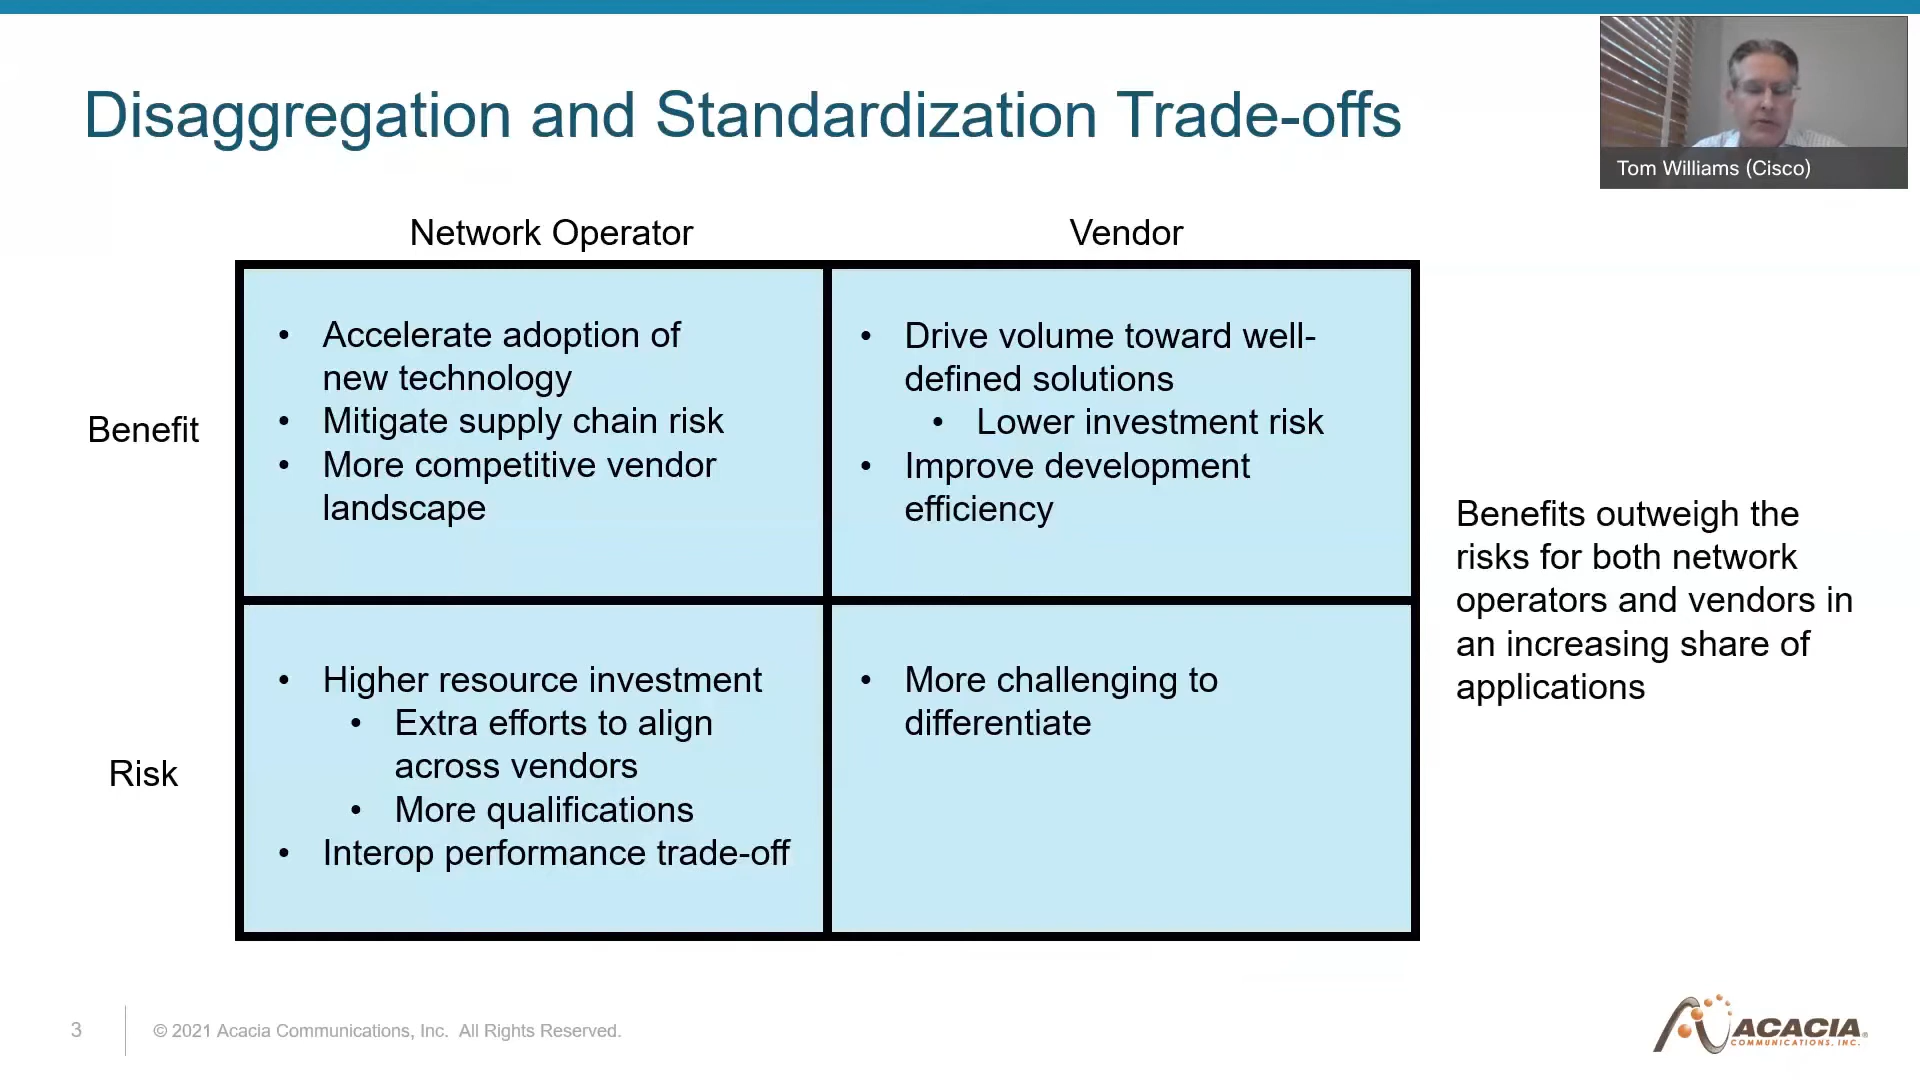 Disaggregation and Standardization Trade-offs
Tom Williams (Cisco)
Network Operator
Vendor
Benefit
• Accelerate adoption of
new technology
• Mitigate supply chain risk
• More competitive vendor
landscape
• Drive volume toward well-
defined solutions
• Lower investment risk
• Improve development
efficiency
Risk
• Higher resource investment
• Extra efforts to align
across vendors
• More qualifications
• Interop performance trade-off
• More challenging to
differentiate
Benefits outweigh the
risks for both network
operators and vendors in
an increasing share of
applications
3
© 2021 Acacia Communications, Inc. All Rights Reserved.
ACACIA®
COMMUNICATIONS, INC.